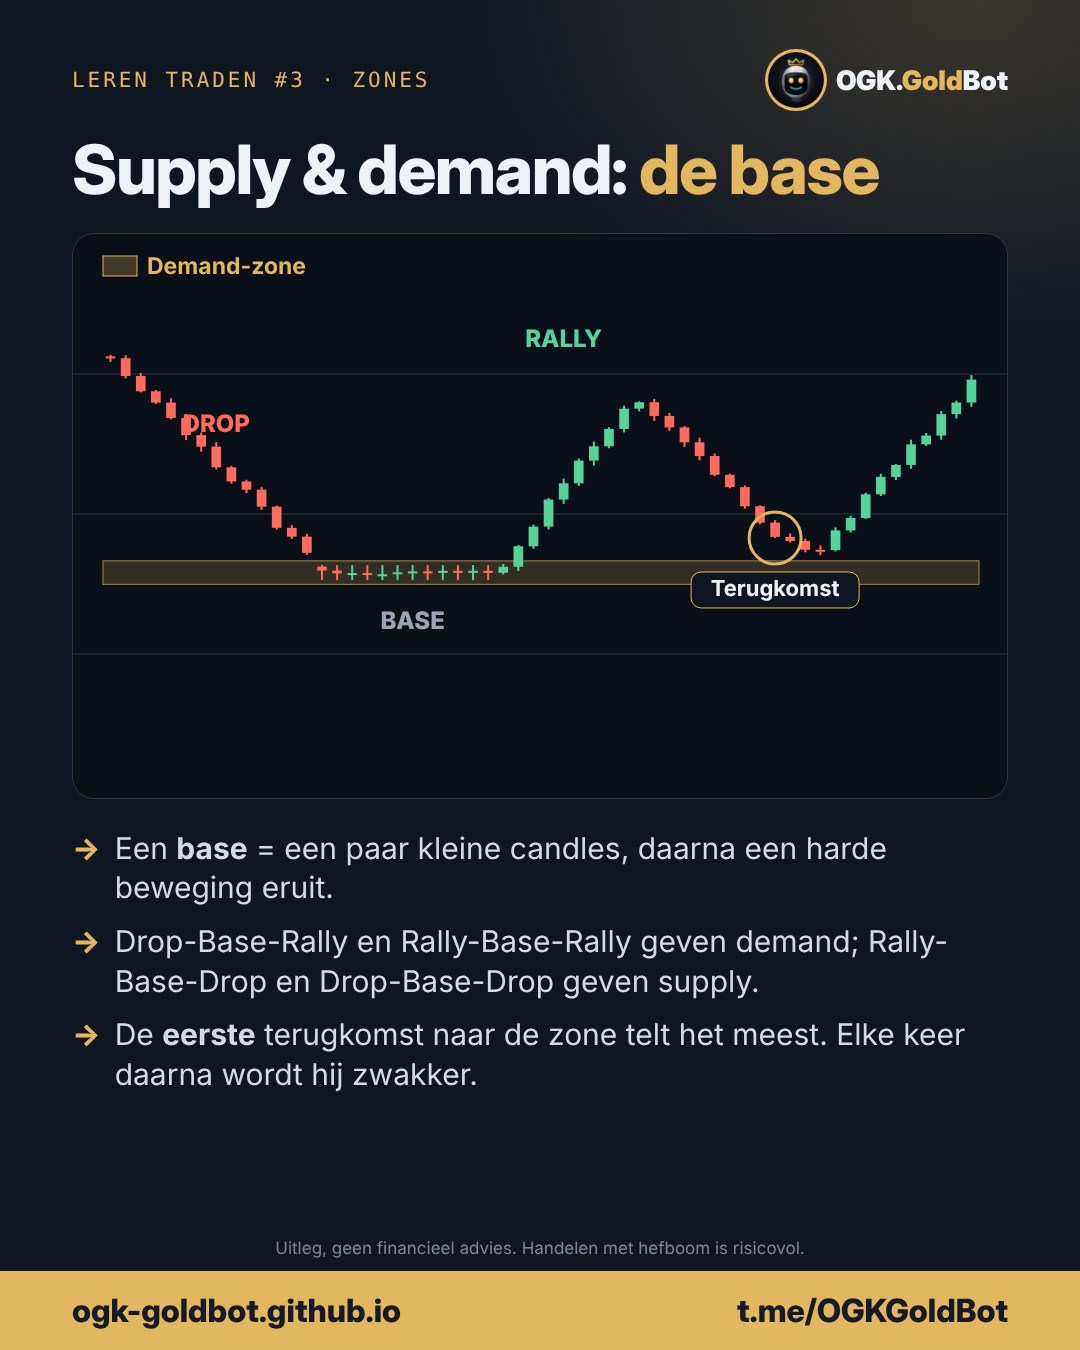 LEREN TRADEN #3 · ZONES
OGK.GoldBot
Supply & demand: de base
Demand-zone
RALLY
DROP
Terugkomst
BASE
→ Een base = een paar kleine candles, daarna een harde
beweging eruit.
→ Drop-Base-Rally en Rally-Base-Rally geven demand; Rally-
Base-Drop en Drop-Base-Drop geven supply.
→ De eerste terugkomst naar de zone telt het meest. Elke keer
daarna wordt hij zwakker.
Uitleg, geen financieel advies. Handelen met hefboom is risicovol.
ogk-goldbot.github.io
t.me/OGKGoldBot